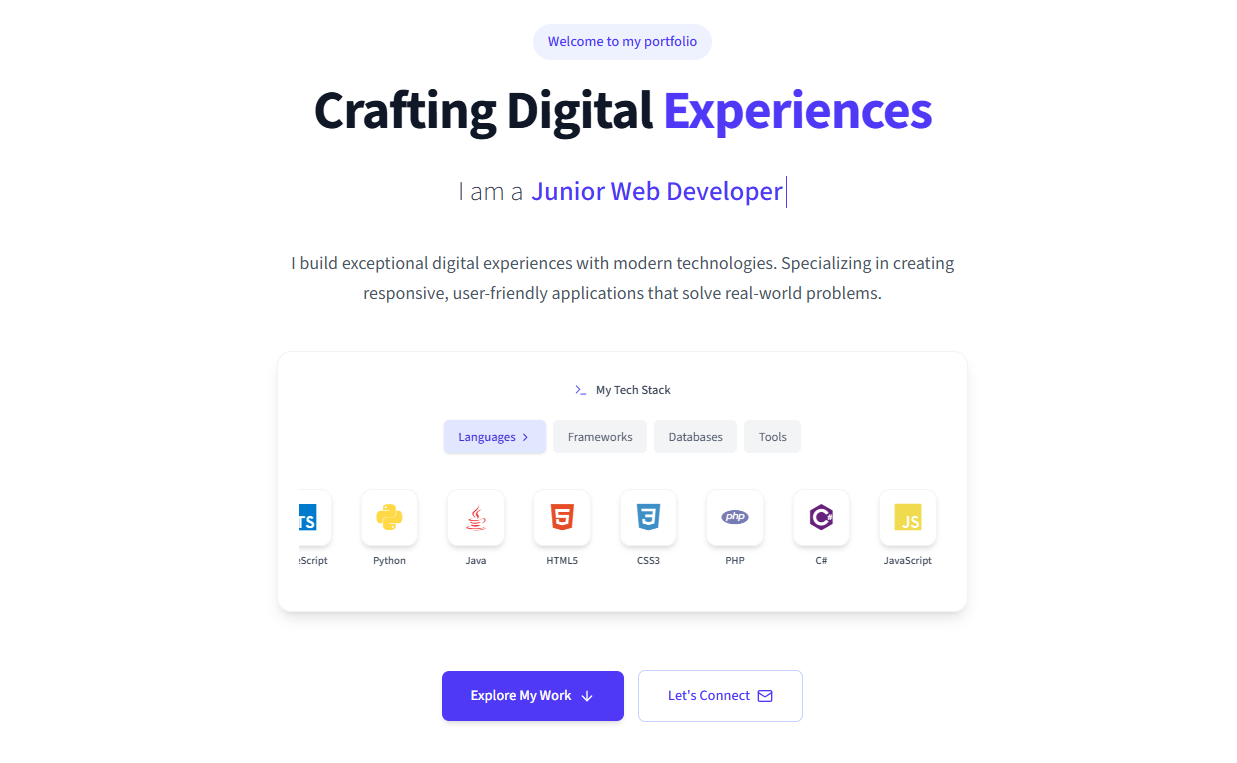 Welcome to my portfolio
Crafting Digital Experiences
I am a Junior Web Developer
I build exceptional digital experiences with modern technologies. Specializing in creating
responsive, user-friendly applications that solve real-world problems.
My Tech Stack
Languages Frameworks Databases Tools
TS php C# JS
eScript Python Java HTML5 CSS3 PHP C# JavaScript
Explore My Work Let's Connect